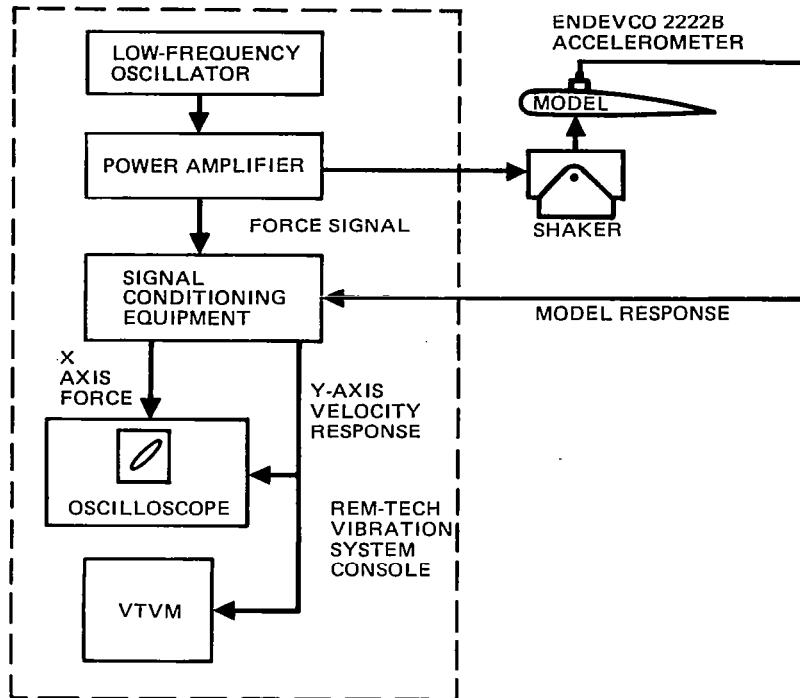 LOW-FREQUENCY
OSCILLATOR
ENDEVCO 2222B
ACCELEROMETER
MODEL
POWER AMPLIFIER
FORCE SIGNAL
SHAKER
SIGNAL
CONDITIONING
EQUIPMENT
MODEL RESPONSE
X
AXIS
FORCE
Y-AXIS
VELOCITY
RESPONSE
OSCILLOSCOPE
REM-TECH
VIBRATION
SYSTEM
CONSOLE
VTVM